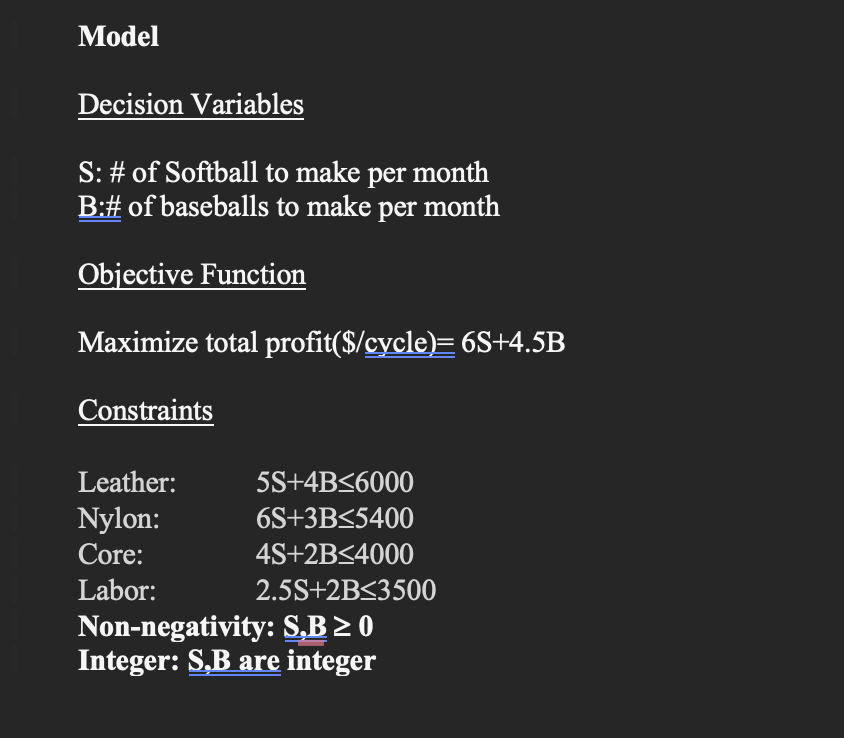 Model
Decision Variables
S: # of Softball to make per month
B:# of baseballs to make per month
Objective Function
Maximize total profit($/cycle)= 6S+4.5B
Constraints
Leather: 5S+4B≤6000
Nylon: 6S+3B≤5400
Core: 4S+2B≤4000
Labor: 2.5S+2B≤3500
Non-negativity: S,B ≥ 0
Integer: S,B are integer